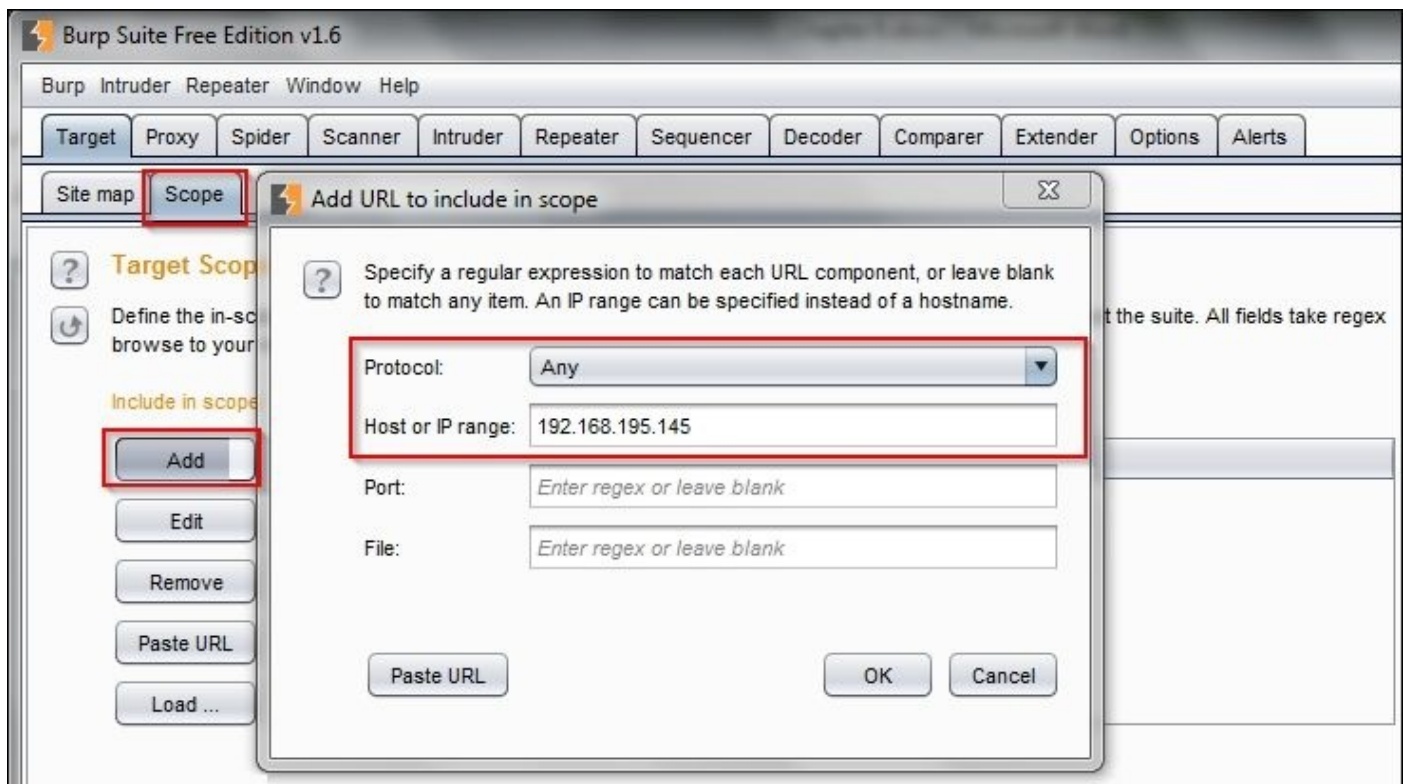 Burp Suite Free Edition v1.6
Burp Intruder Repeater Window Help
Target Proxy Spider Scanner Intruder Repeater Sequencer Decoder Comparer Extender Options Alerts
Site map Scope
Add URL to include in scope
Target Scop
Define the in-sc
browse to your
t the suite. All fields take regex
Include in scope
Add
Edit
Remove
Paste URL
Load ...
Specify a regular expression to match each URL component, or leave blank
to match any item. An IP range can be specified instead of a hostname.
Protocol: Any
Host or IP range: 192.168.195.145
Port: Enter regex or leave blank
File: Enter regex or leave blank
Paste URL OK Cancel